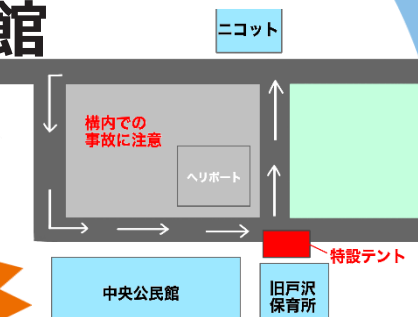 館
ニコット
構内での
事故に注意
ヘリポート
特設テント
中央公民館
旧戸沢
保育所